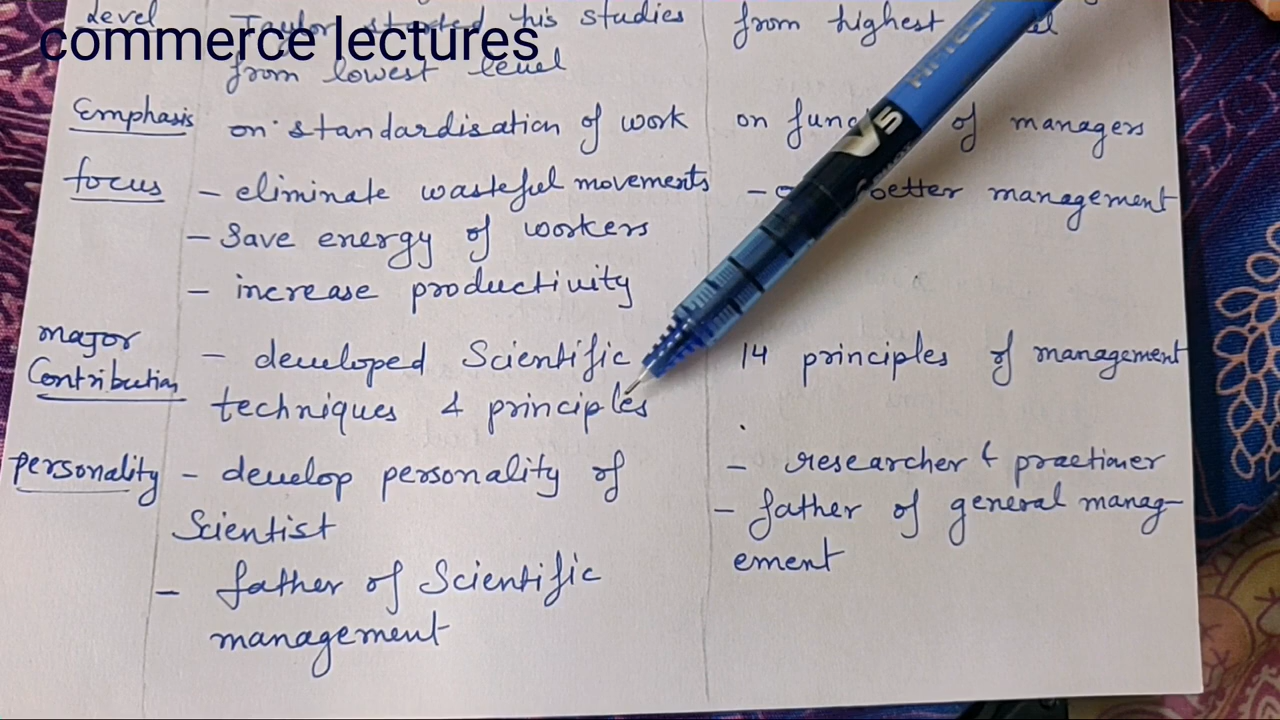 commerce lectures
Level Taylor started his studies from highest
from lowest level
Emphasis on standardisation of work on of managers
focus - eliminate wasteful movements - better management
- Save energy of workers
- increase productivity
major
Contribution - developed Scientific 14 principles of management
techniques & principles
personality - develop personality of - researcher & practioner
Scientist - father of general manag-
ement
- father of Scientific
management
V5